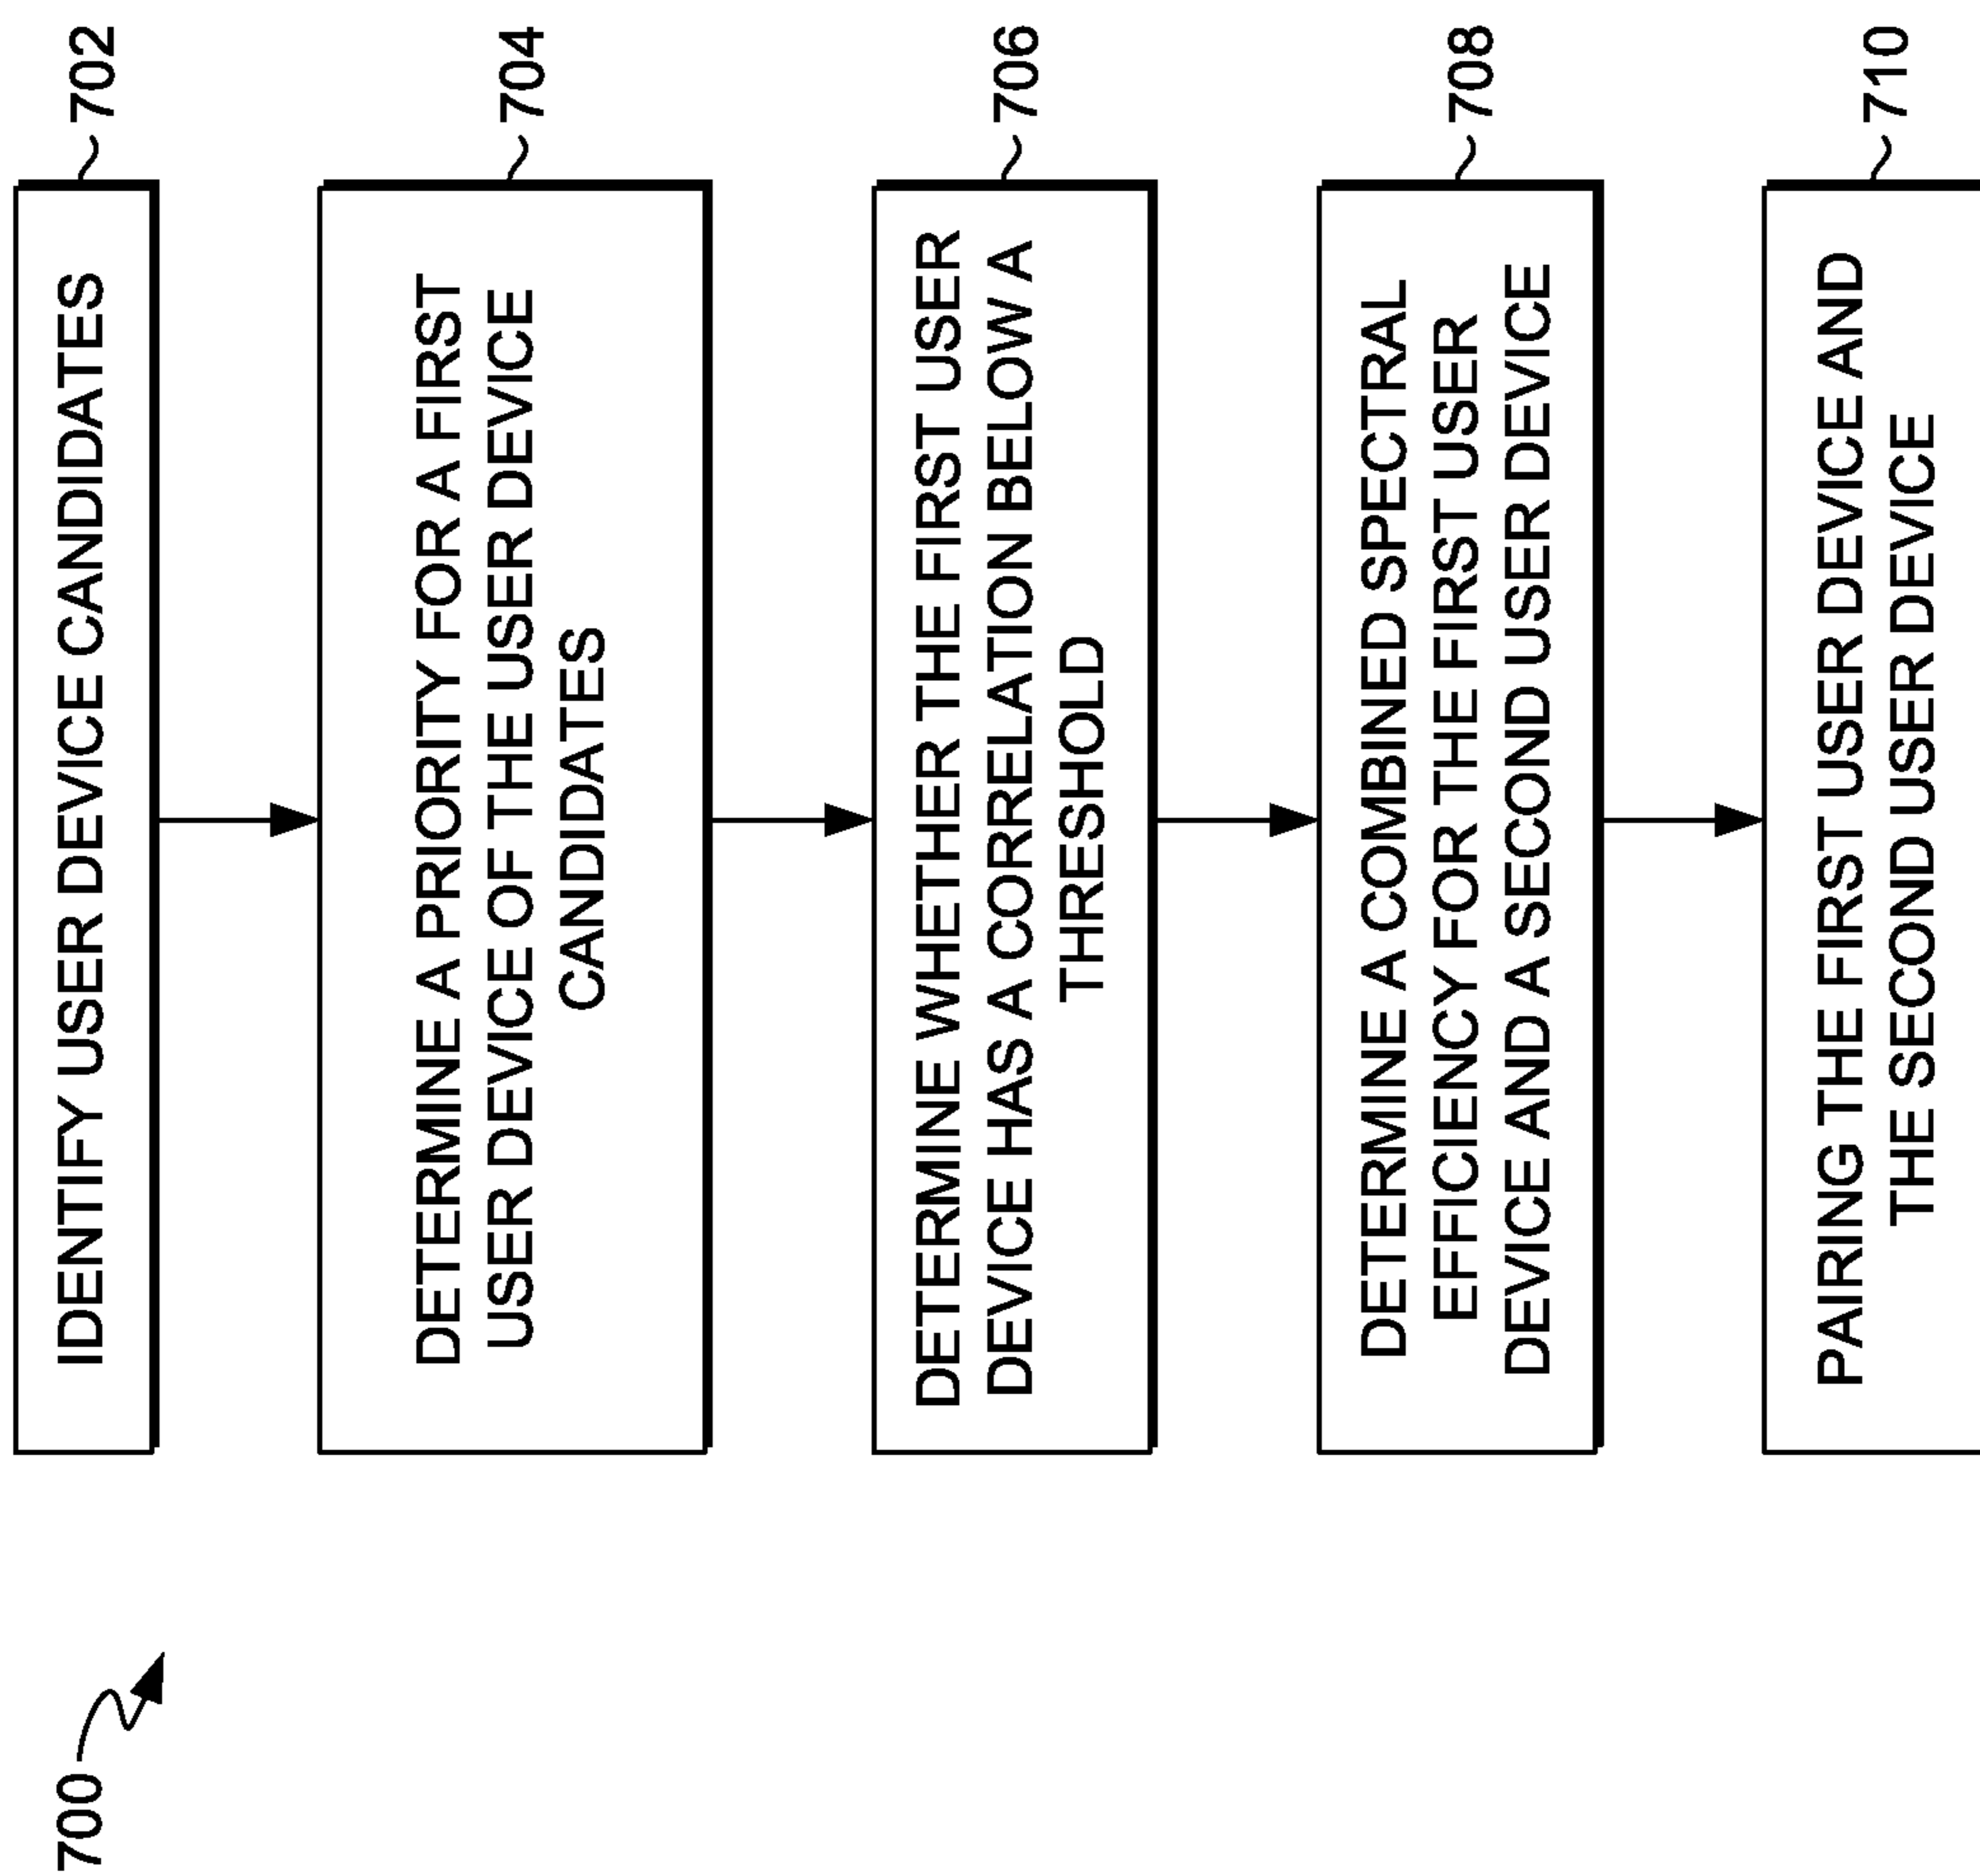 700
IDENTIFY USER DEVICE CANDIDATES
702
DETERMINE A PRIORITY FOR A FIRST
USER DEVICE OF THE USER DEVICE
CANDIDATES
704
DETERMINE WHETHER THE FIRST USER
DEVICE HAS A CORRELATION BELOW A
THRESHOLD
706
DETERMINE A COMBINED SPECTRAL
EFFICIENCY FOR THE FIRST USER
DEVICE AND A SECOND USER DEVICE
708
PAIRING THE FIRST USER DEVICE AND
THE SECOND USER DEVICE
710